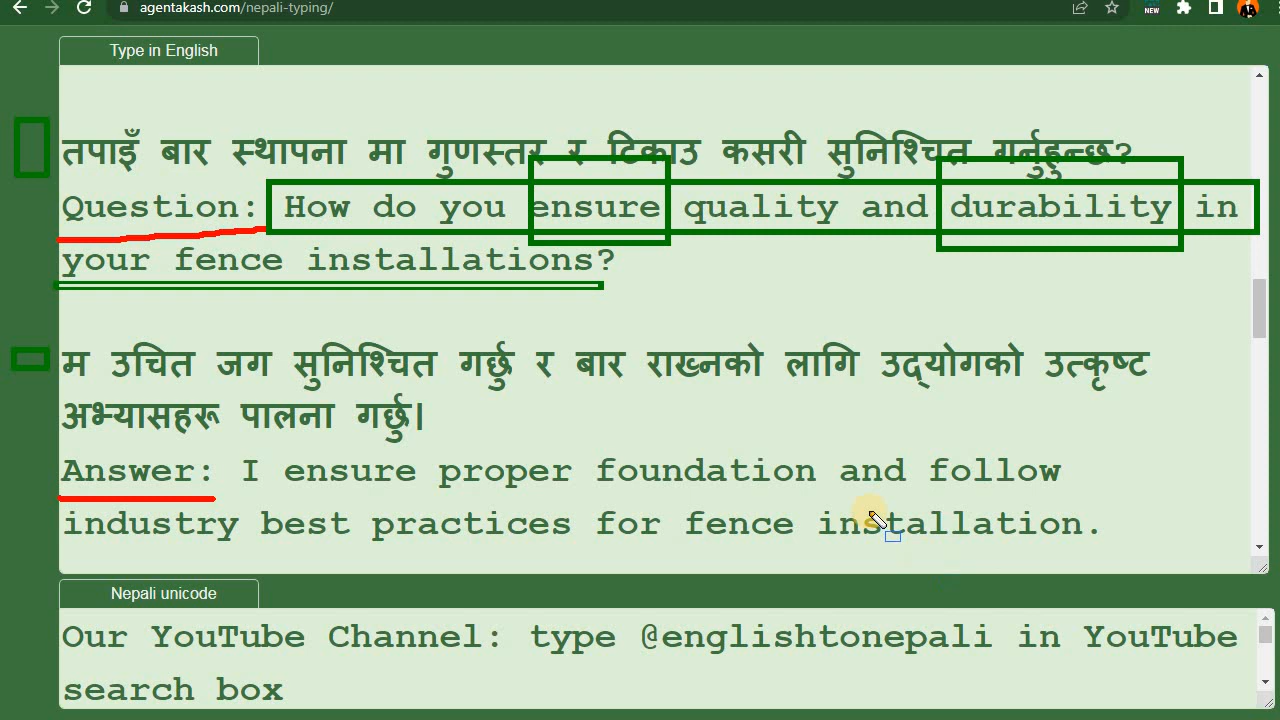 agentakash.com/nepali-typing/
NEW
Type in English
तपाइँ बार स्थापना मा गुणस्तर र टिकाउ कसरी सुनिश्चित गर्नुहुन्छ?
Question: How do you ensure quality and durability in
your fence installations?
म उचित जग सुनिश्चित गर्छु र बार राख्नको लागि उद्योगको उत्कृष्ट
अभ्यासहरू पालना गर्छु।
Answer: I ensure proper foundation and follow
industry best practices for fence installation.
Nepali unicode
Our YouTube Channel: type @englishtonepali in YouTube
search box